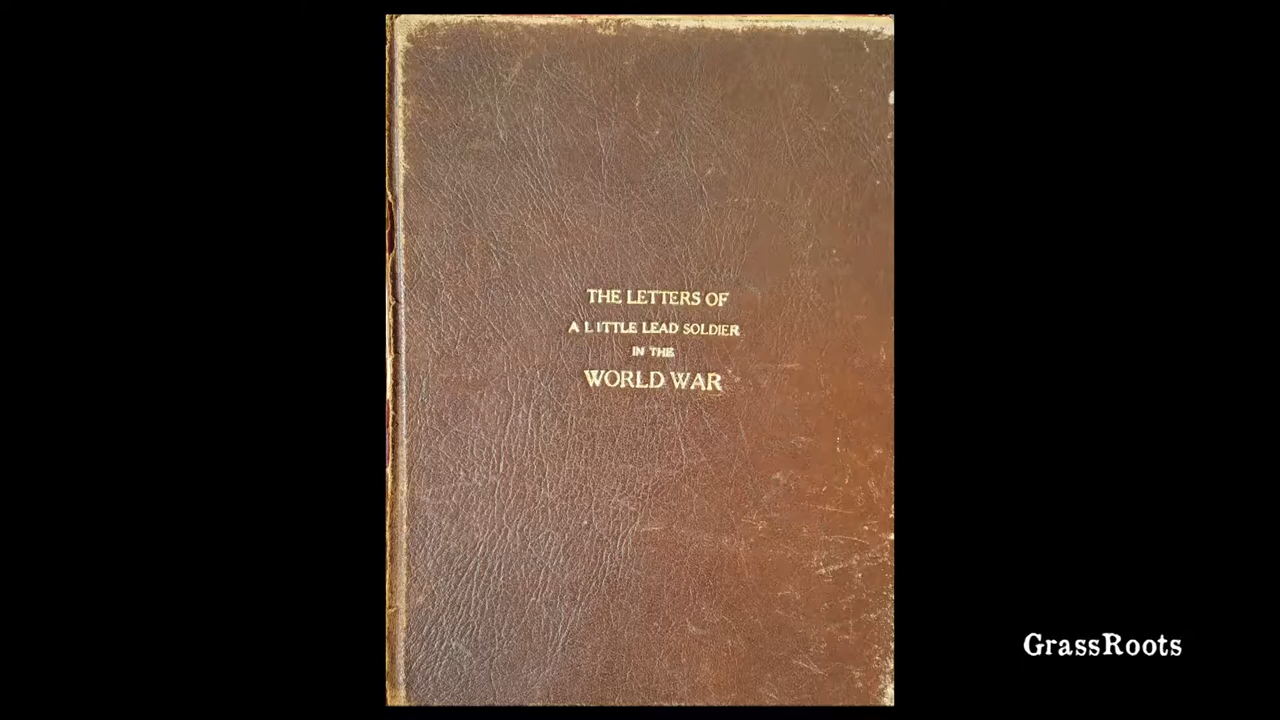 THE LETTERS OF
A LITTLE LEAD SOLDIER
IN THE
WORLD WAR
GrassRoots